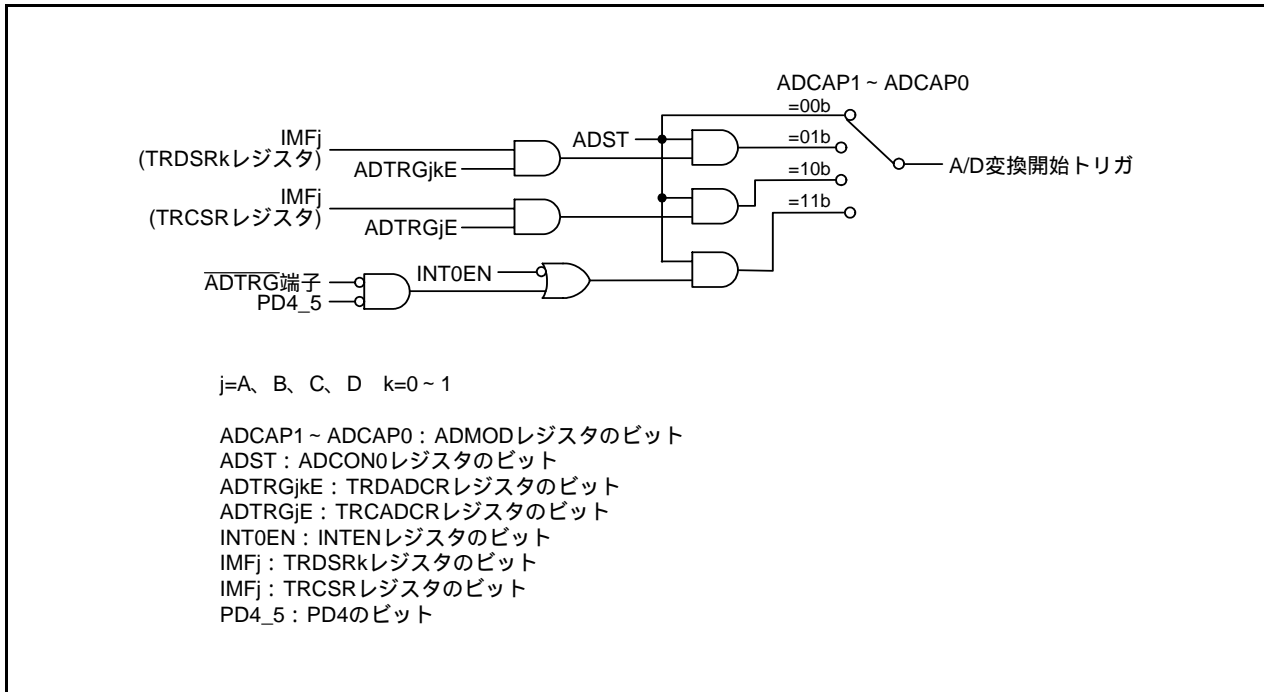 ADCAP1 ~ ADCAP0
=00b
IMFj
(TRDSRkレジスタ)
ADTRGjkE
ADST
=01b
A/D変換開始トリガ
=10b
IMFj
(TRCSRレジスタ)
ADTRGjE
=11b
ADTRG端子
PD4_5
INT0EN
j=A、B、C、D k=0 ~ 1
ADCAP1 ~ ADCAP0：ADMODレジスタのビット
ADST：ADCON0レジスタのビット
ADTRGjkE：TRDADCRレジスタのビット
ADTRGjE：TRCADCRレジスタのビット
INT0EN：INTENレジスタのビット
IMFj：TRDSRkレジスタのビット
IMFj：TRCSRレジスタのビット
PD4_5：PD4のビット